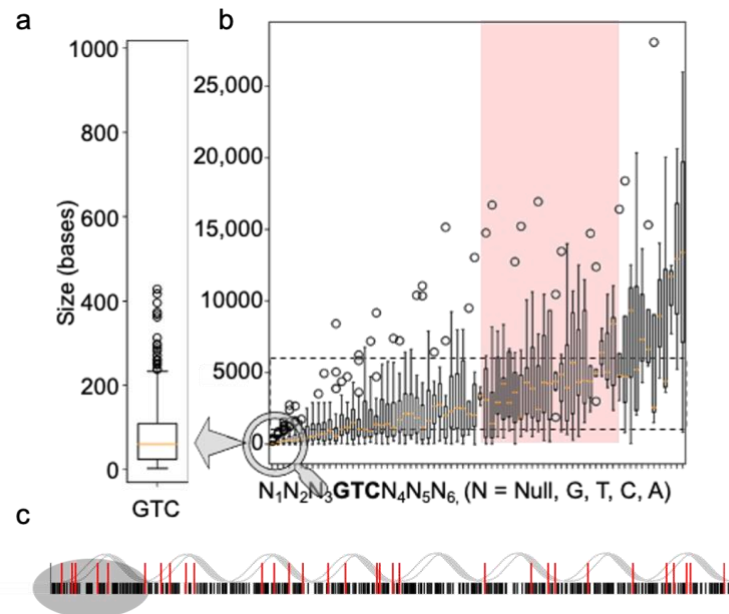 a
b
1000
800
600
400
200
0
Size (bases)
GTC
25,000
20,000
15,000
10000
5000
0
N₁N₂N₃GTCN₄N₅N₆, (N = Null, G, T, C, A)
c